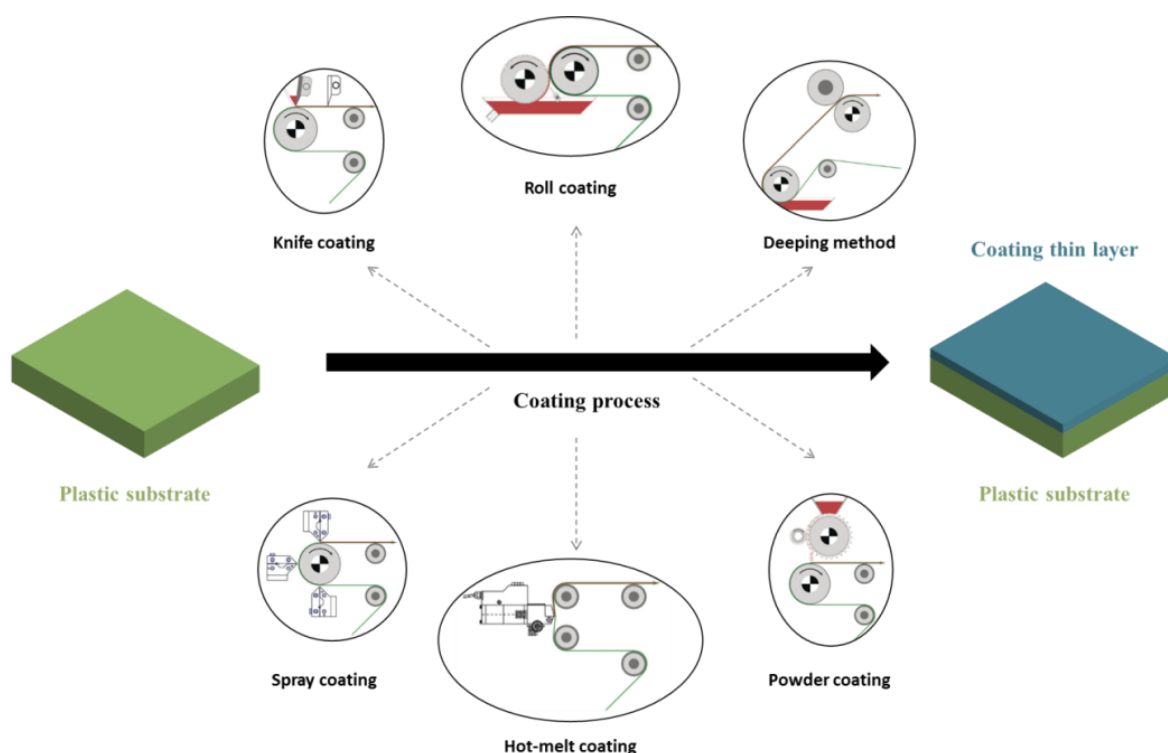 Roll coating
Knife coating
Deeping method
Coating thin layer
Coating process
Plastic substrate
Plastic substrate
Spray coating
Powder coating
Hot-melt coating